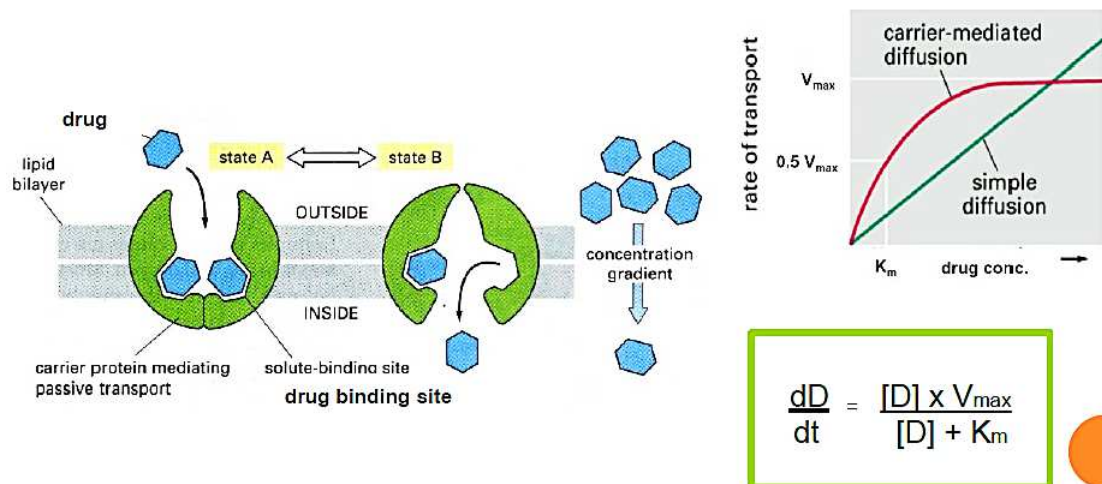 drug
lipid
bilayer
state A
state B
OUTSIDE
INSIDE
carrier protein mediating
passive transport
solute-binding site
drug binding site
concentration
gradient
rate of transport
carrier-mediated
diffusion
Vmax
0,5 Vmax
simple
diffusion
Km
drug conc.
dD = [D] x Vmax
dt [D] + Km